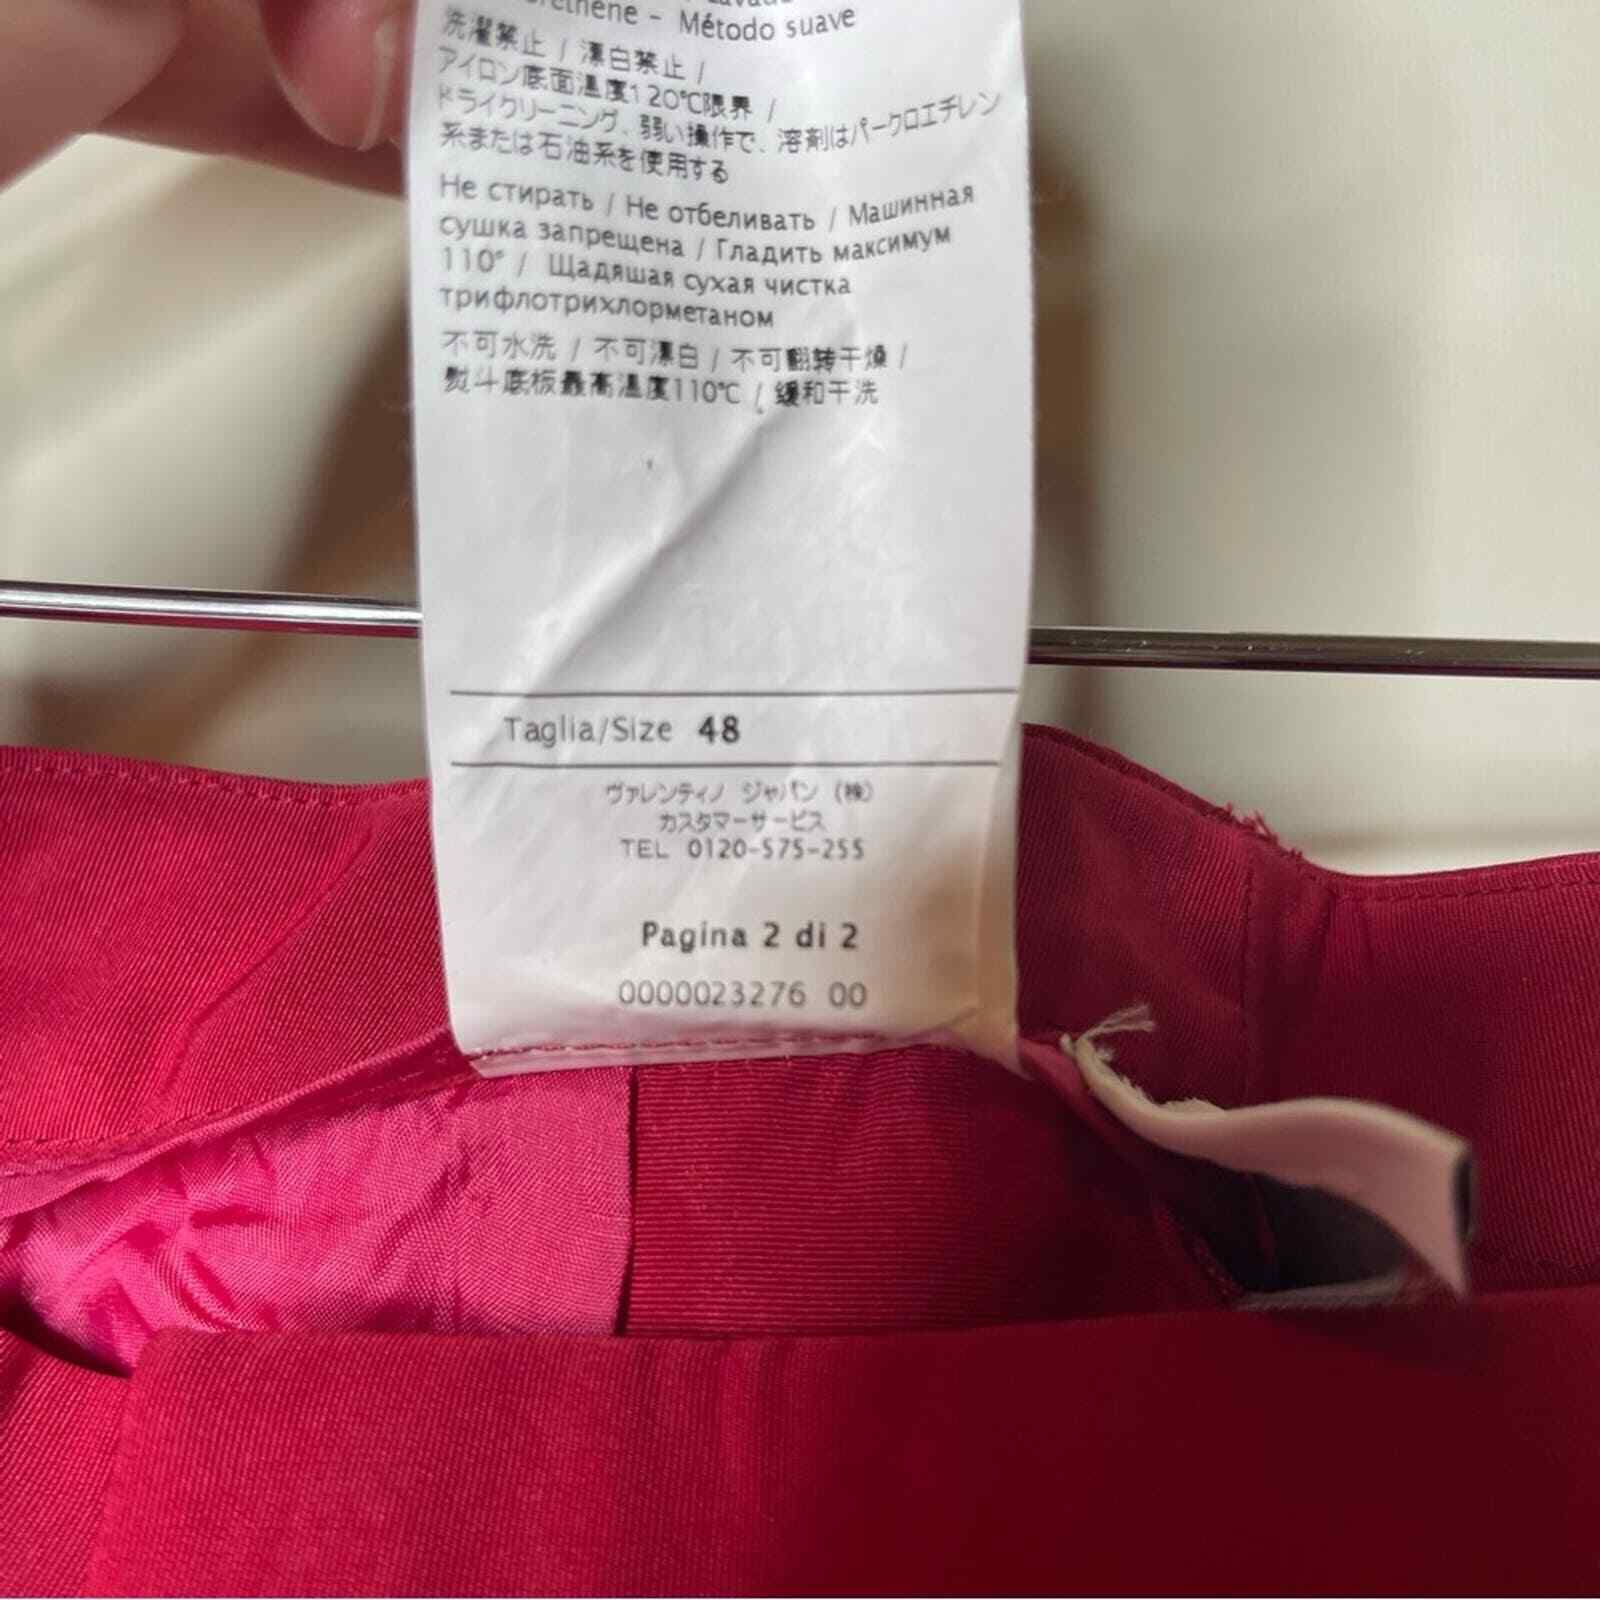 Método suave
洗濯禁止 / 漂白禁止 /
アイロン底面温度120℃限界 /
ドライクリーニング、弱い操作で、溶剤はパークロエチレン
系または石油系を使用する
Не стирать / Не отбеливать / Машинная
сушка запрещена / Гладить максимум
110° / Щадяшая сухая чистка
трифлотрихлорметаном
不可水洗 / 不可漂白 / 不可翻转干燥 /
熨斗底板最高温度110℃ / 缓和干洗
Taglia/Size 48
ヴァレンティノ ジャパン (株)
カスタマーサービス
TEL 0120-575-255
Pagina 2 di 2
0000023276 00